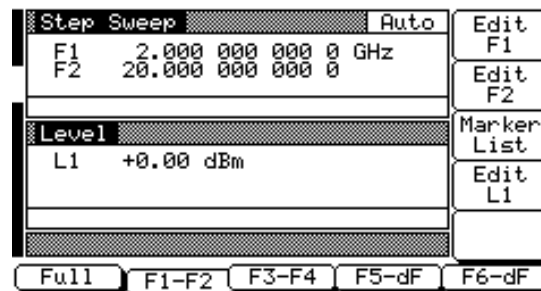 Step Sweep Auto
F1 2.000 000 000 0 GHz
F2 20.000 000 000 0
Level
L1 +0.00 dBm
Edit
F1
Edit
F2
Marker
List
Edit
L1
Full F1-F2 F3-F4 F5-dF F6-dF